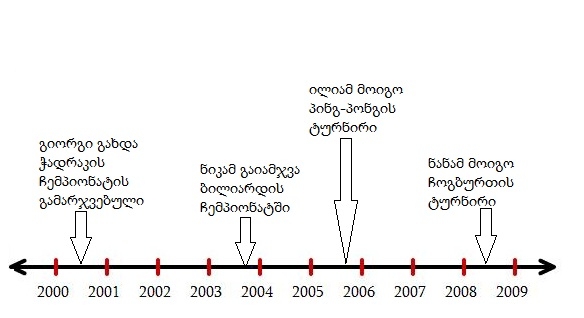 გიორგი გახდა
ჭადრაკის
ჩემპიონატის
გამარჯვებული
ნიკამ გაიამჯვა
ბილიარდის
ჩემპიონატში
ილიამ მოიგო
პინგ-პონგის
ტურნირი
ნანამ მოიგო
ჩოგბურთის
ტურნირი
2000 2001 2002 2003 2004 2005 2006 2007 2008 2009